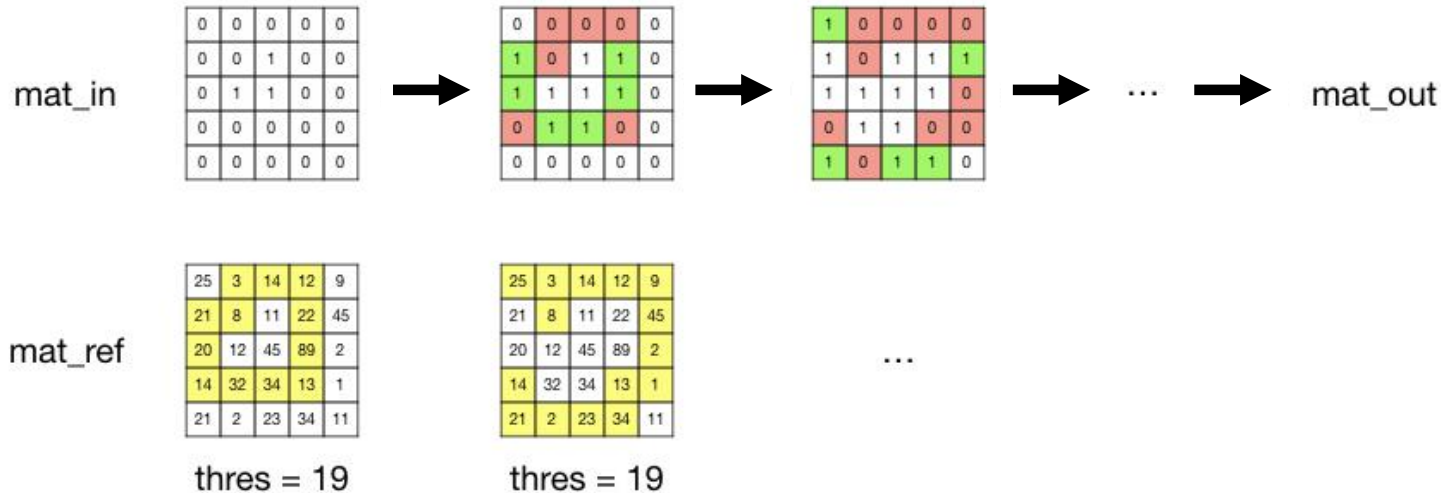 0 0 0 0 0 0 0 0 0 0 1 0 0 0 0
mat_in 0 0 1 0 0 1 0 1 1 0 1 0 1 1 1
0 1 1 0 0 1 1 1 1 0 1 1 1 1 0 ... mat_out
0 0 0 0 0 0 1 1 0 0 0 1 1 0 0
0 0 0 0 0 0 0 0 0 0 1 0 1 1 0
25 3 14 12 9 25 3 14 12 9
21 8 11 22 45 21 8 11 22 45
mat_ref 20 12 45 89 2 20 12 45 89 2 ...
14 32 34 13 1 14 32 34 13 1
21 2 23 34 11 21 2 23 34 11
thres = 19 thres = 19